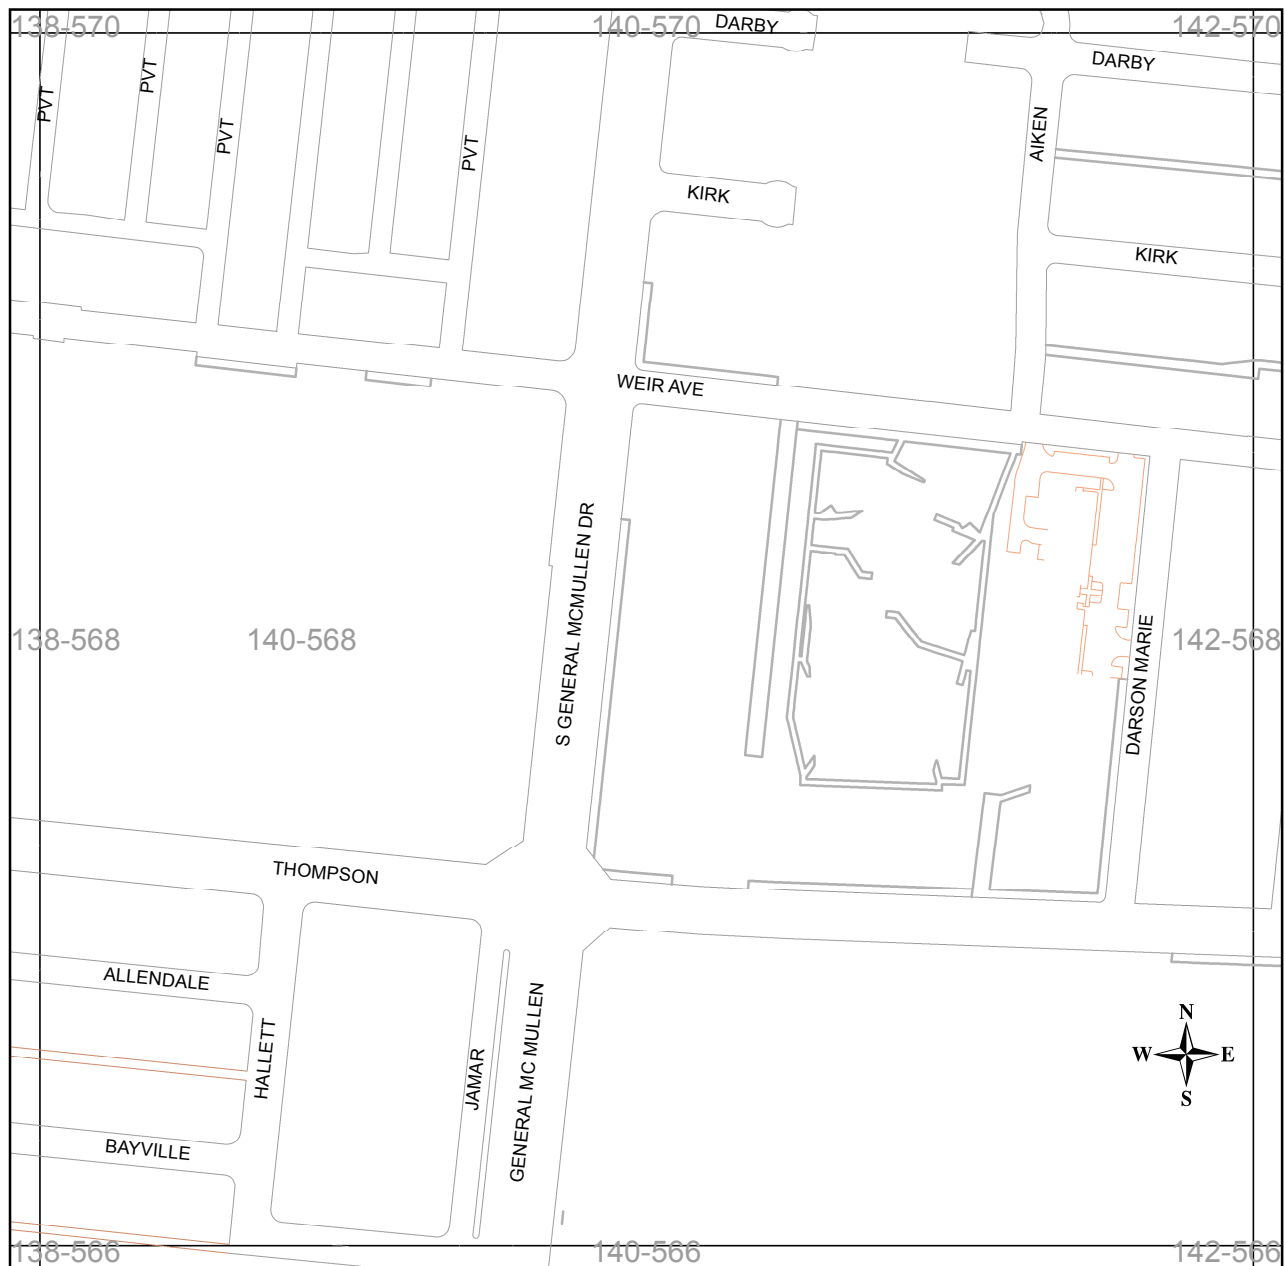 138-570
140-570
142-570
DARBY
DARBY
PVT
PVT
PVT
PVT
AIKEN
KIRK
KIRK
WEIR AVE
S GENERAL MCMULLEN DR
138-568
140-568
142-568
DARSON MARIE
THOMPSON
ALLENDALE
HALLETT
JAMAR
GENERAL MC MULLEN
N
W
E
S
BAYVILLE
138-566
140-566
142-566